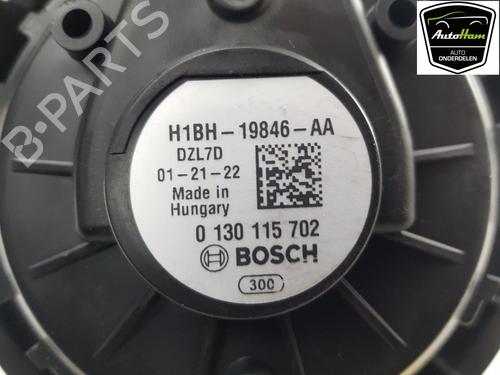 AutoHam
AUTO
ONDERDELEN
B-PARTS
H1BH-19846-AA
DZL7D
01-21-22
Made in
Hungary
0 130 115 702
BOSCH
300